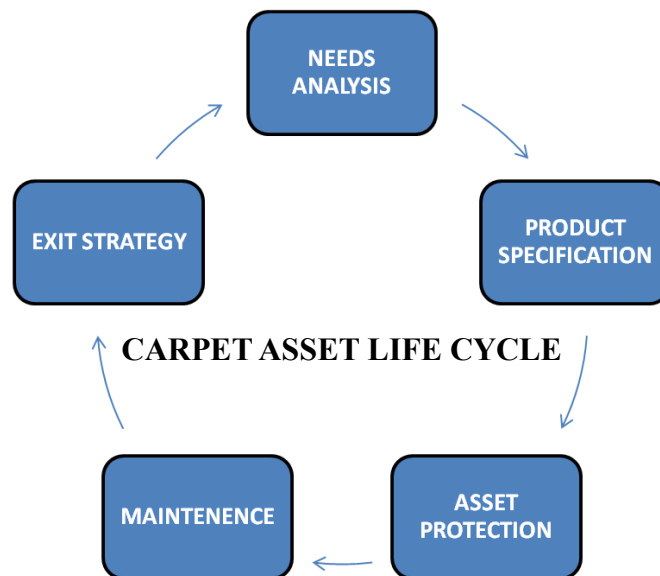 NEEDS
ANALYSIS
PRODUCT
SPECIFICATION
EXIT STRATEGY
CARPET ASSET LIFE CYCLE
ASSET
PROTECTION
MAINTENENCE